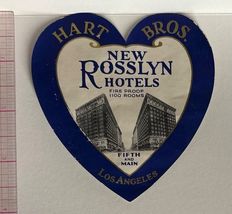 HART BROS.
NEW
ROSSLYN
HOTELS
FIRE PROOF
1100 ROOMS
FIFTH
AND
MAIN
LOS ANGELES